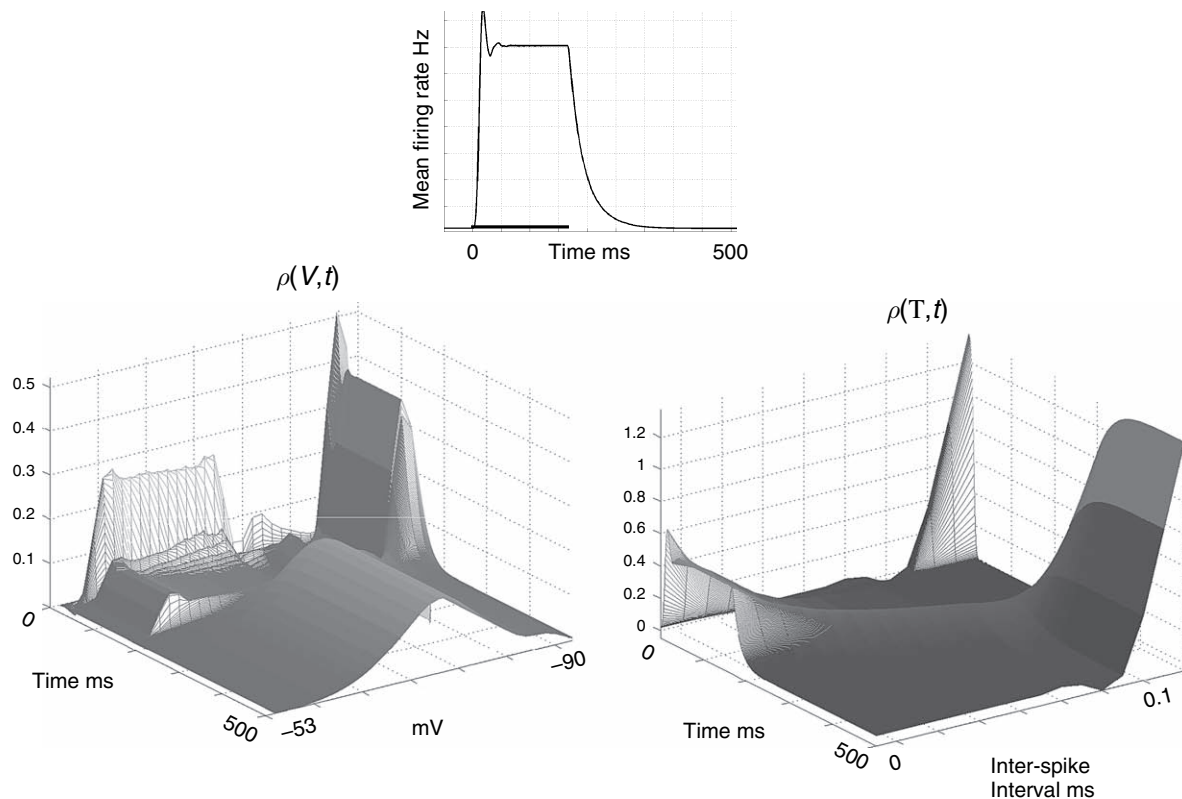 Mean firing rate Hz
0
Time ms
500
ρ(V,t)
0.5
0.4
0.3
0.2
0.1
0
Time ms
500
–53
mV
–90
ρ(T,t)
1.2
1
0.8
0.6
0.4
0.2
0
0
Time ms
500
0
Inter-spike
Interval ms
0.1